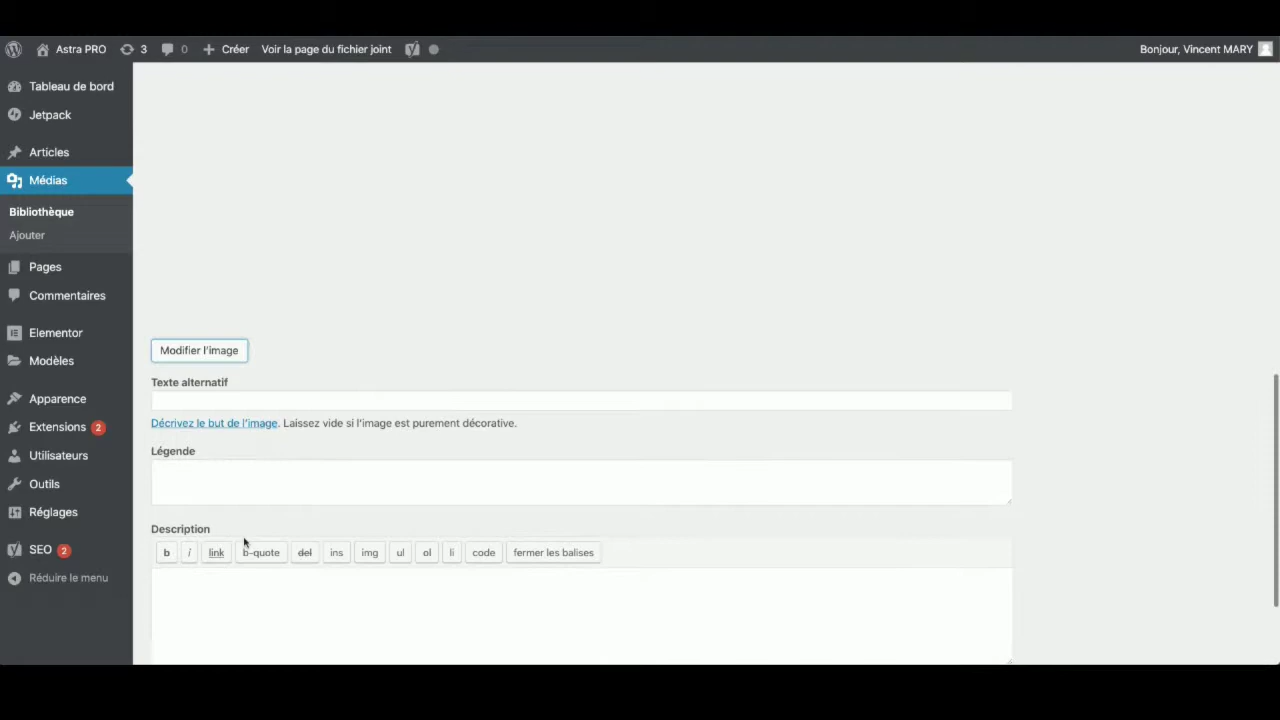 Astra PRO 3 0 Créer Voir la page du fichier joint Bonjour, Vincent MARY
Tableau de bord
Jetpack
Articles
Médias
Bibliothèque
Ajouter
Pages
Commentaires
Elementor
Modèles
Apparence
Extensions 2
Utilisateurs
Outils
Réglages
SEO 2
Réduire le menu
Modifier l'image
Texte alternatif
Décrivez le but de l'image. Laissez vide si l'image est purement décorative.
Légende
Description
b i link b-quote del ins img ul ol li code fermer les balises